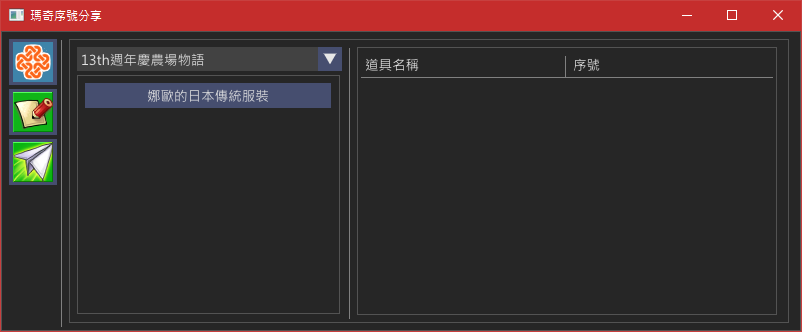 瑪奇序號分享
13th週年慶農場物語
娜歐的日本傳統服裝
道具名稱
序號